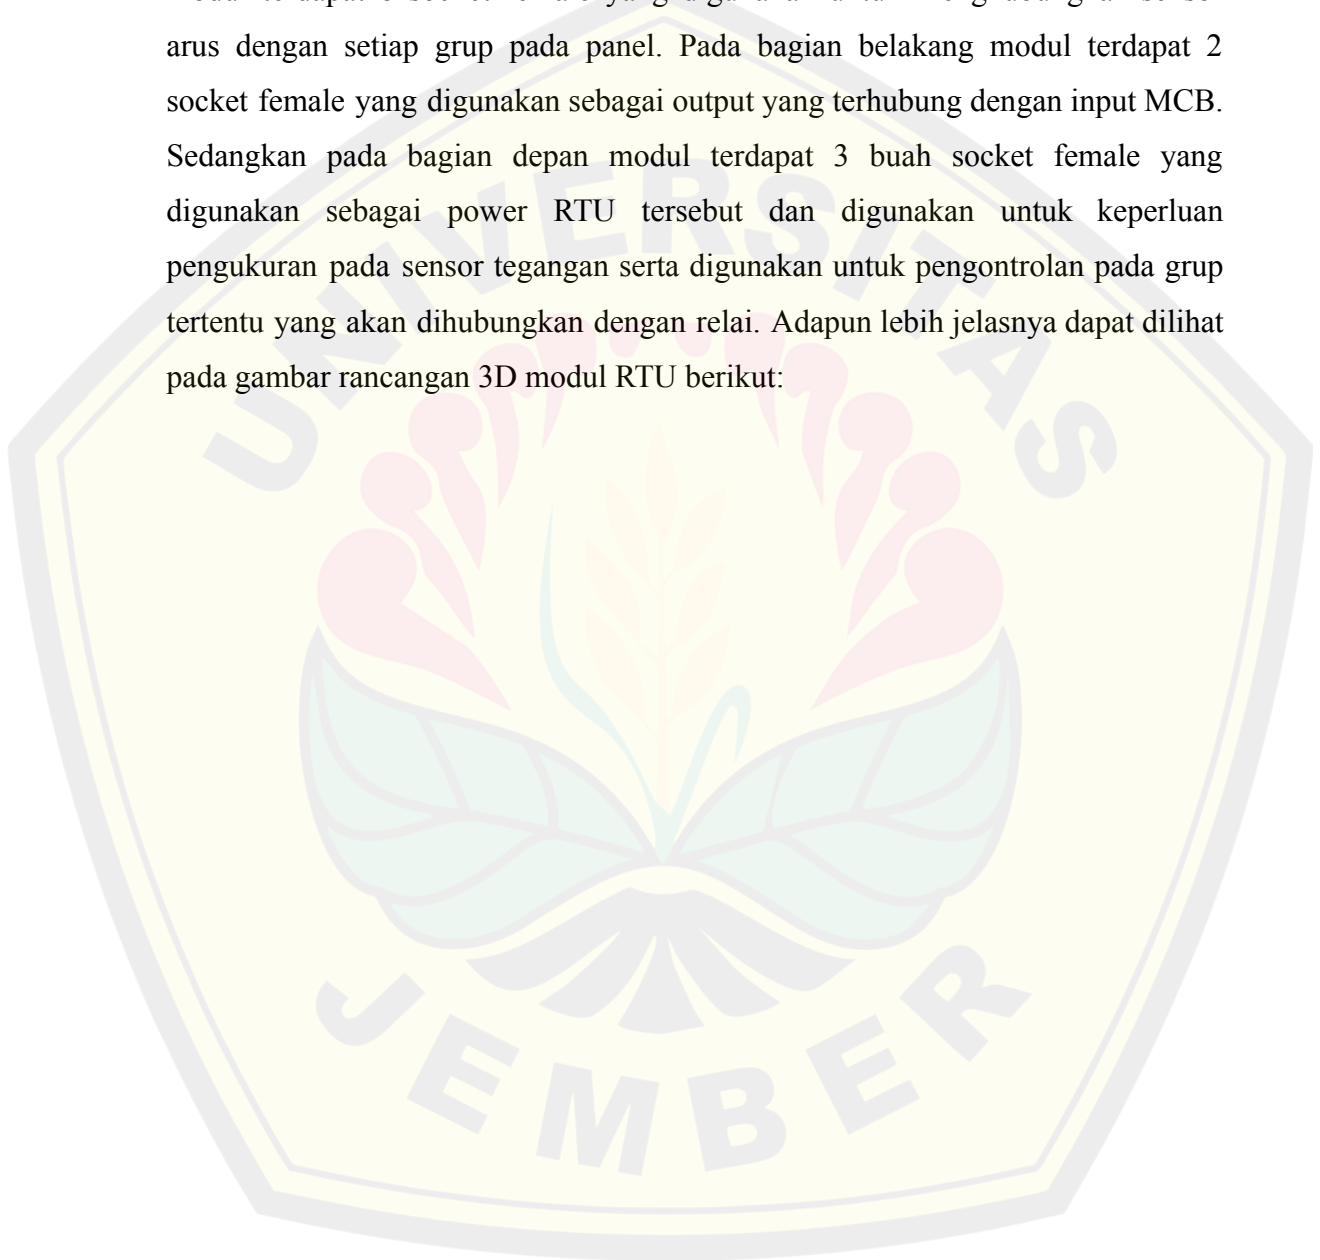 arus dengan setiap grup pada panel. Pada bagian belakang modul terdapat 2
socket female yang digunakan sebagai output yang terhubung dengan input MCB.
Sedangkan pada bagian depan modul terdapat 3 buah socket female yang
digunakan sebagai power RTU tersebut dan digunakan untuk keperluan
pengukuran pada sensor tegangan serta digunakan untuk pengontrolan pada grup
tertentu yang akan dihubungkan dengan relai. Adapun lebih jelasnya dapat dilihat
pada gambar rancangan 3D modul RTU berikut:
UNIVERSITAS
JEMBER